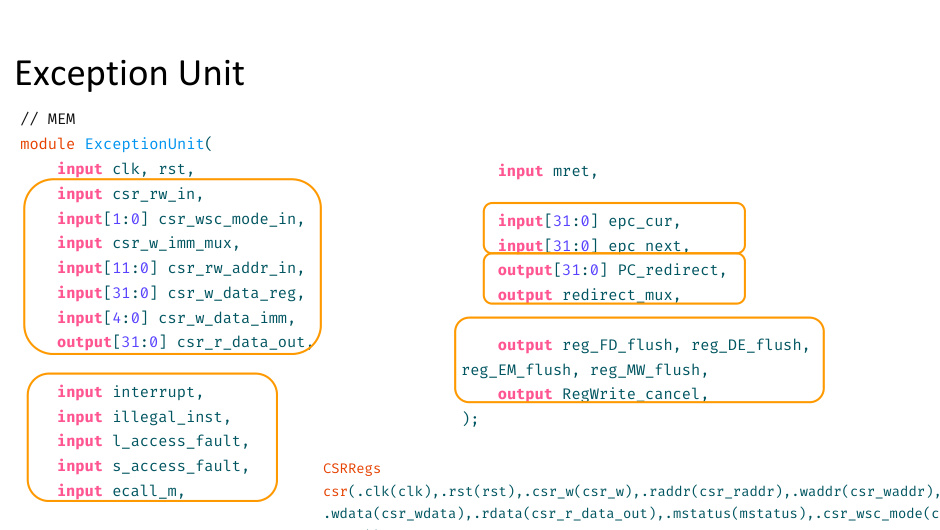 Exception Unit
// MEM
module ExceptionUnit(
input clk, rst,
input csr_rw_in,
input[1:0] csr_wsc_mode_in,
input csr_w_imm_mux,
input[11:0] csr_rw_addr_in,
input[31:0] csr_w_data_reg,
input[4:0] csr_w_data_imm,
output[31:0] csr_r_data_out,
input interrupt,
input illegal_inst,
input l_access_fault,
input s_access_fault,
input ecall_m,
input mret,
input[31:0] epc_cur,
input[31:0] epc_next,
output[31:0] PC_redirect,
output redirect_mux,
output reg_FD_flush, reg_DE_flush,
reg_EM_flush, reg_MW_flush,
output RegWrite_cancel,
);
CSRRegs
csr(.clk(clk),.rst(rst),.csr_w(csr_w),.raddr(csr_raddr),.waddr(csr_waddr),
.wdata(csr_wdata),.rdata(csr_r_data_out),.mstatus(mstatus),.csr_wsc_mode(c